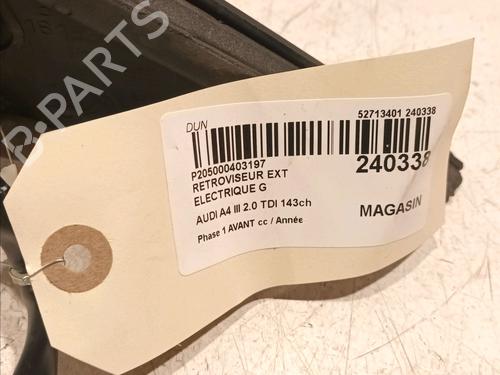 DUN
52713401 240338
P205000403197
240338
RETROVISEUR EXT
ELECTRIQUE G
MAGASIN
AUDI A4 III 2.0 TDI 143ch
Phase 1 AVANT cc / Année
R-PARTS